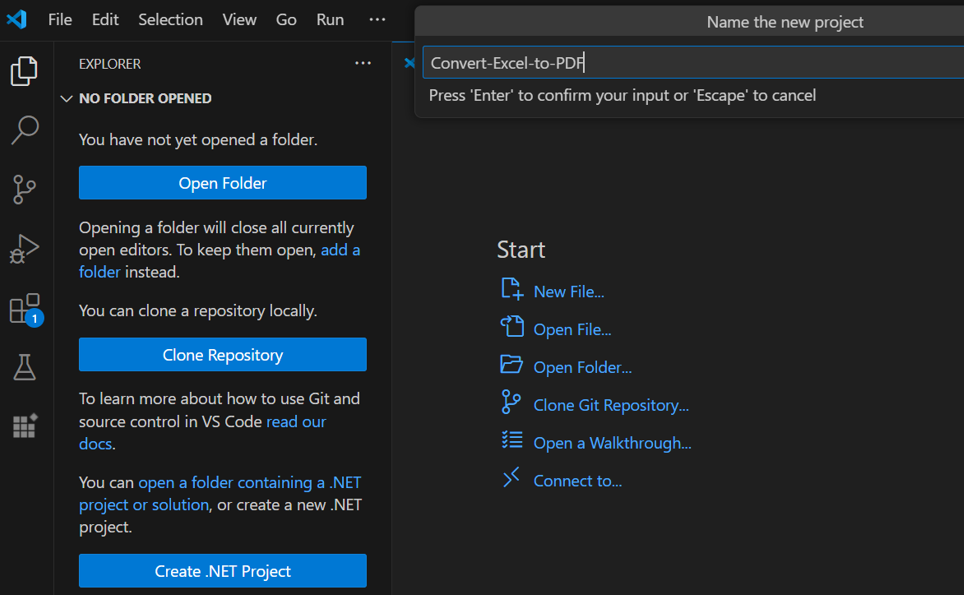 File Edit Selection View Go Run ···
Name the new project
Convert-Excel-to-PDF
Press 'Enter' to confirm your input or 'Escape' to cancel
EXPLORER ···
NO FOLDER OPENED
You have not yet opened a folder.
Open Folder
Opening a folder will close all currently
open editors. To keep them open, add a
folder instead.
You can clone a repository locally.
Clone Repository
To learn more about how to use Git and
source control in VS Code read our
docs.
You can open a folder containing a .NET
project or solution, or create a new .NET
project.
Create .NET Project
1
Start
New File...
Open File...
Open Folder...
Clone Git Repository...
Open a Walkthrough...
Connect to...